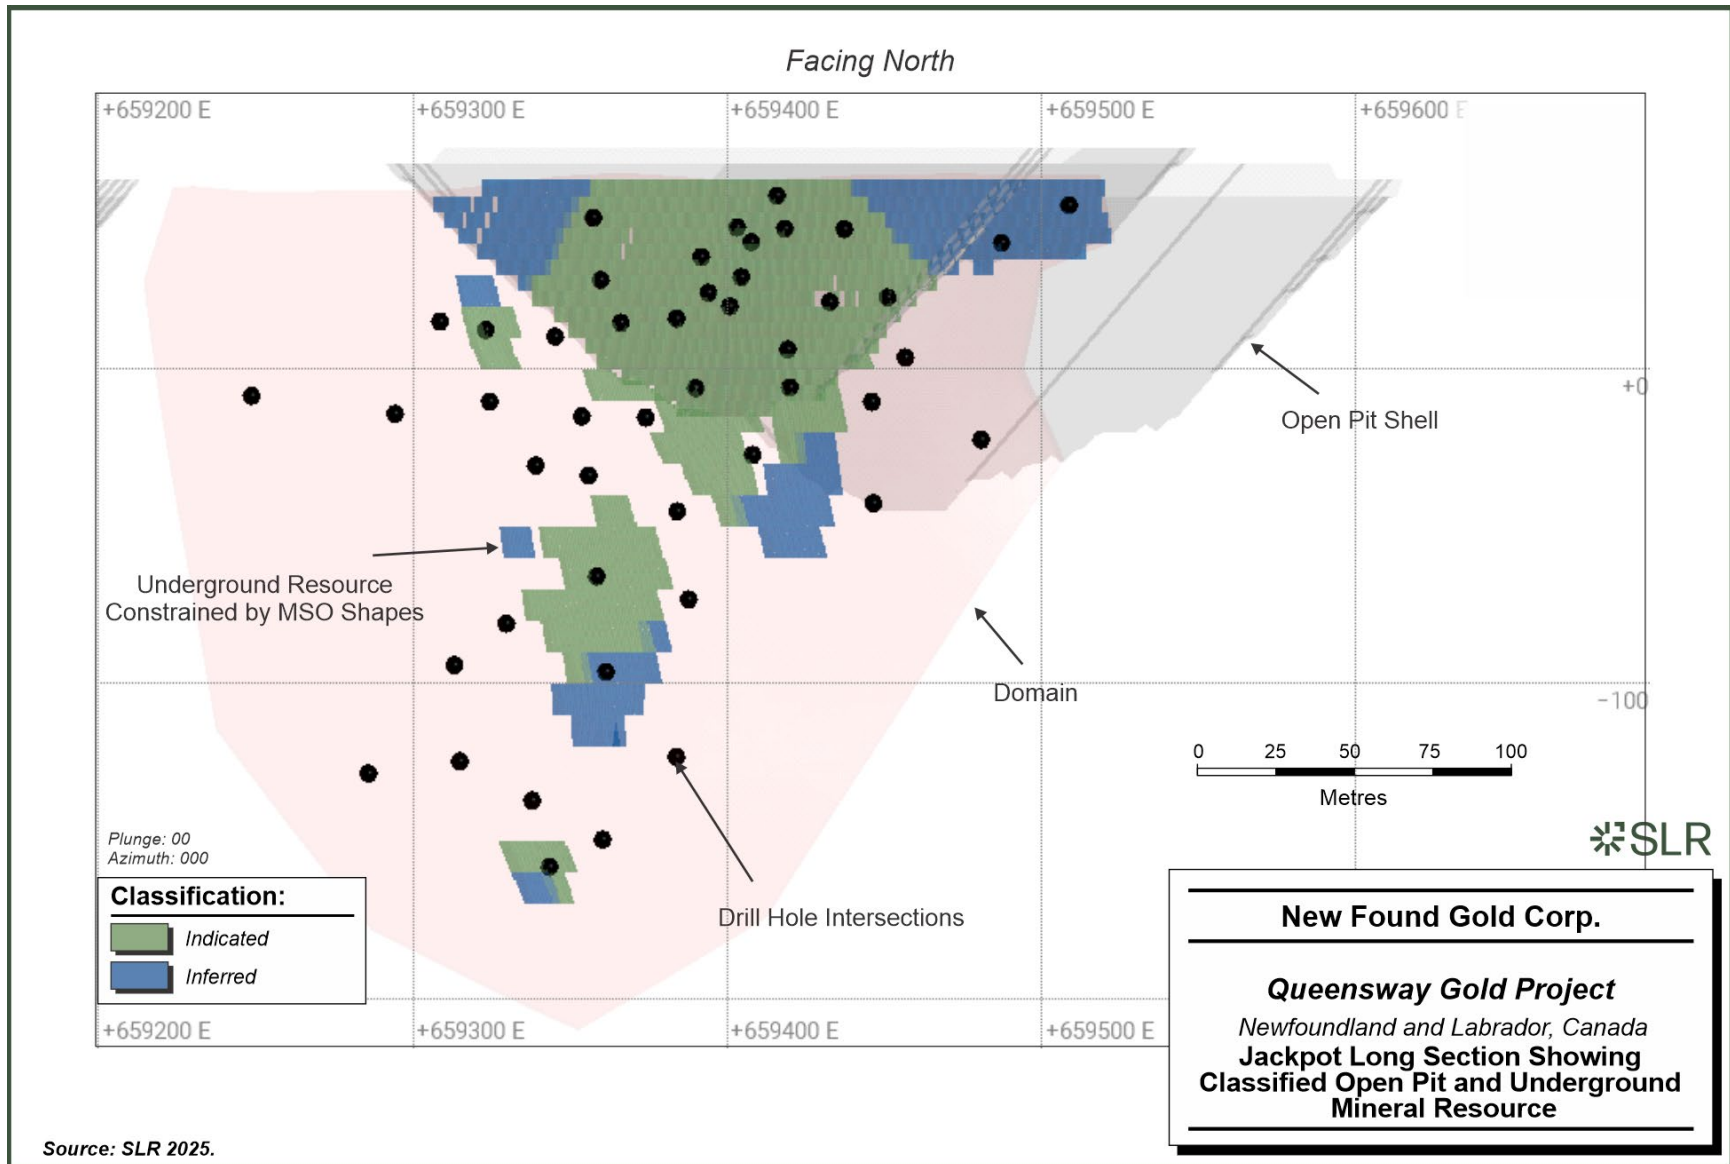 Facing North
+659200 E
+659300 E
+659400 E
+659500 E
+659600 E
+0
Open Pit Shell
Underground Resource
Constrained by MSO Shapes
Domain
-100
0 25 50 75 100
Metres
Plunge: 00
Azimuth: 000
SLR
Classification:
Indicated
Inferred
Drill Hole Intersections
+659200 E
+659300 E
+659400 E
+659500 E
New Found Gold Corp.
Queensway Gold Project
Newfoundland and Labrador, Canada
Jackpot Long Section Showing
Classified Open Pit and Underground
Mineral Resource
Source: SLR 2025.